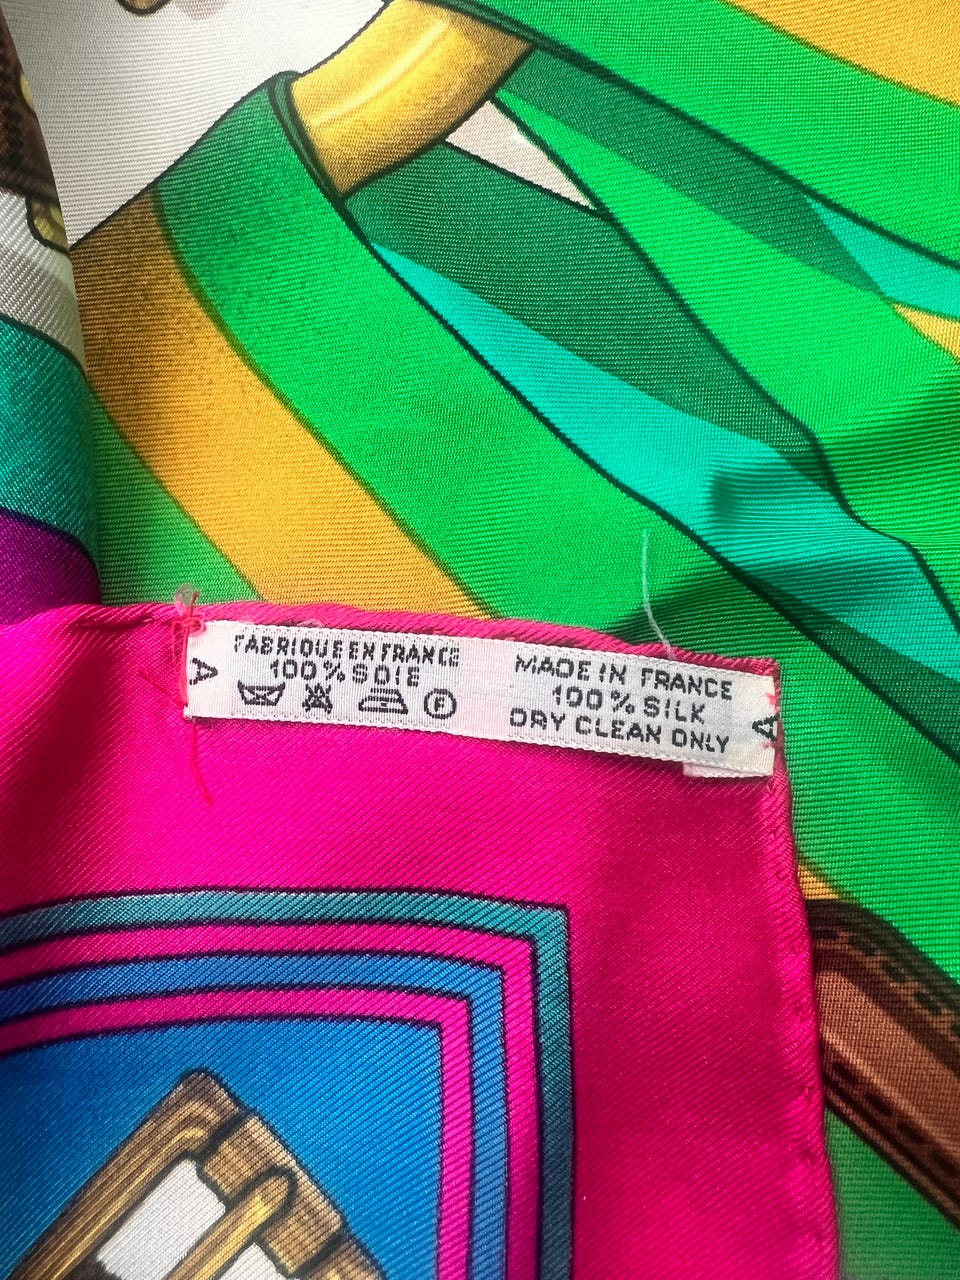 A
FABRIQUE EN FRANCE
100% SOIE
F
MADE IN FRANCE
100% SILK
DRY CLEAN ONLY
A